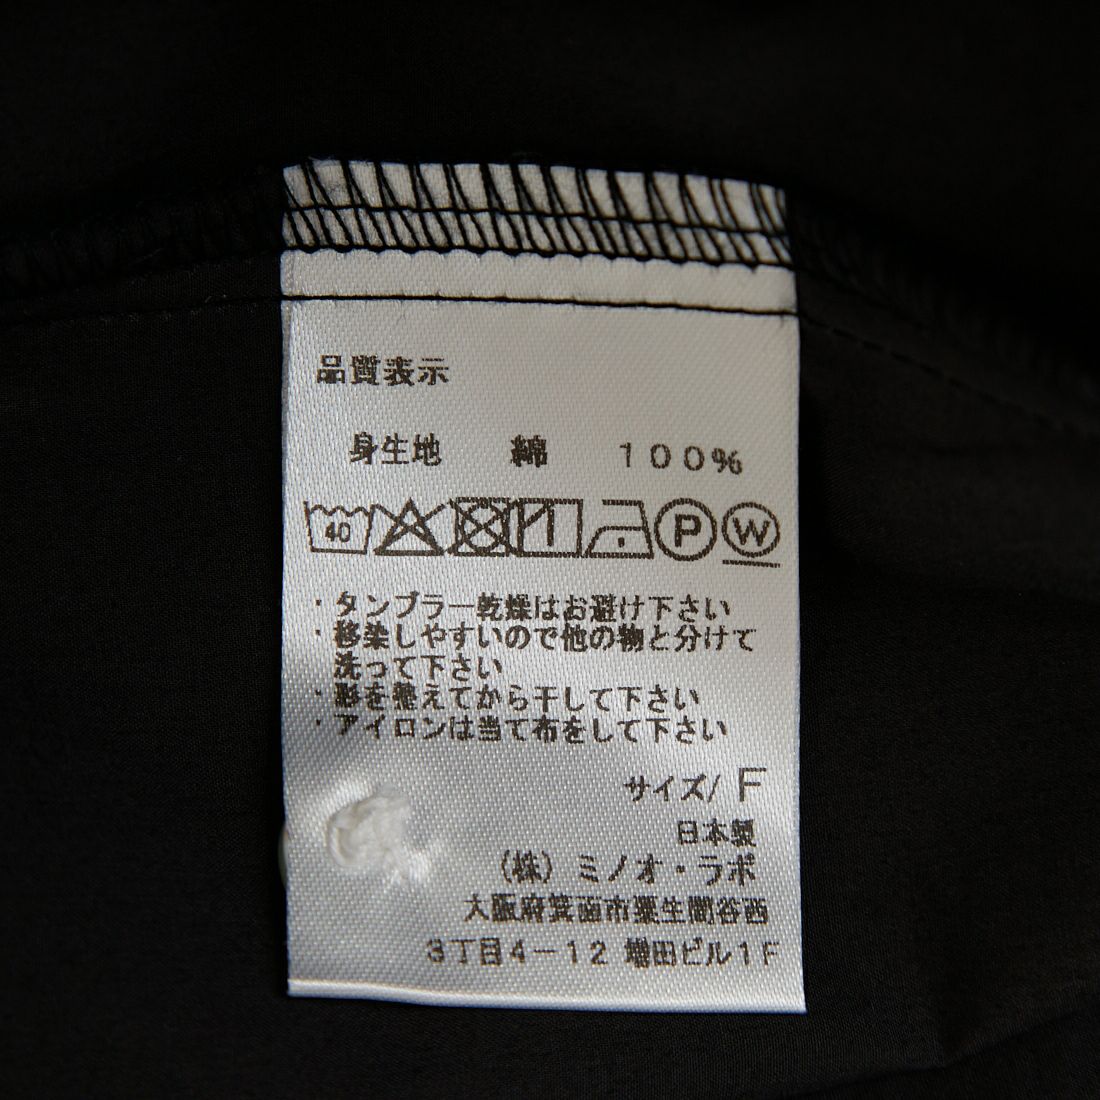 品質表示
身生地 綿 100%
40 P W
・タンブラー乾燥はお避け下さい
・移染しやすいので他の物と分けて
洗って下さい
・形を整えてから干して下さい
・アイロンは当て布をして下さい
サイズ/ F
日本製
(株) ミノオ・ラボ
大阪府箕面市粟生間谷西
3丁目4-12 増田ビル1F